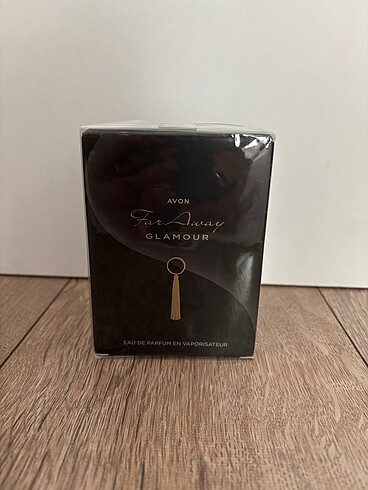 AVON
Far Away
GLAMOUR
EAU DE PARFUM EN VAPORISATEUR